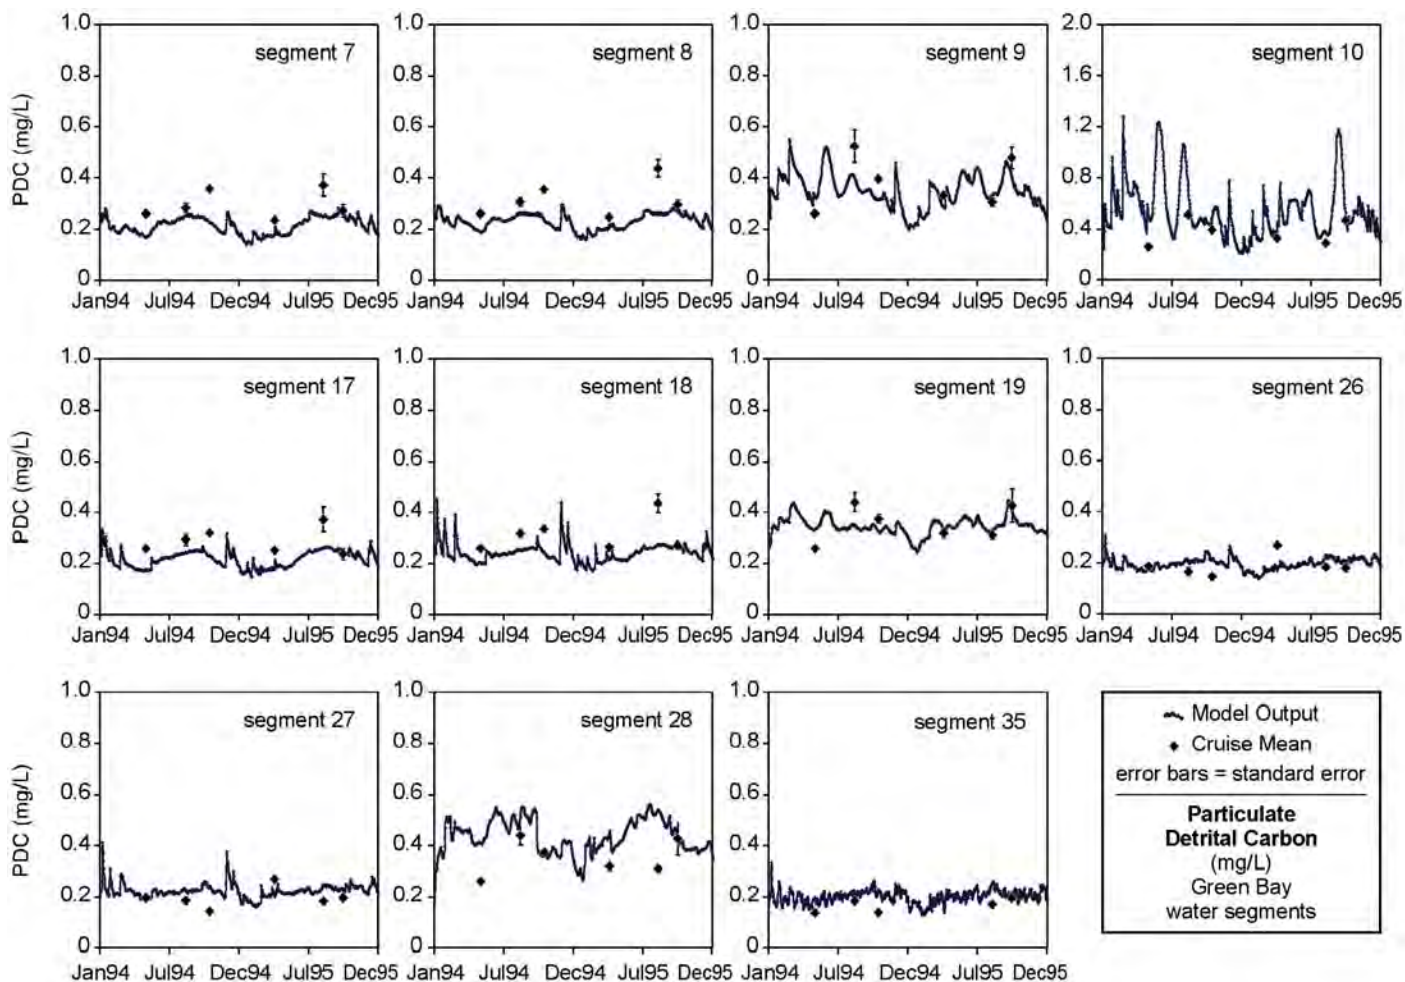 segment 7
1.0
0.8
0.6
0.4
0.2
0
PDC (mg/L)
Jan94 Jul94 Dec94 Jul95 Dec95
segment 8
1.0
0.8
0.6
0.4
0.2
0
Jan94 Jul94 Dec94 Jul95 Dec95
segment 9
1.0
0.8
0.6
0.4
0.2
0
Jan94 Jul94 Dec94 Jul95 Dec95
segment 10
2.0
1.6
1.2
0.8
0.4
0
Jan94 Jul94 Dec94 Jul95 Dec95
segment 17
1.0
0.8
0.6
0.4
0.2
0
PDC (mg/L)
Jan94 Jul94 Dec94 Jul95 Dec95
segment 18
1.0
0.8
0.6
0.4
0.2
0
Jan94 Jul94 Dec94 Jul95 Dec95
segment 19
1.0
0.8
0.6
0.4
0.2
0
Jan94 Jul94 Dec94 Jul95 Dec95
segment 26
1.0
0.8
0.6
0.4
0.2
0
Jan94 Jul94 Dec94 Jul95 Dec95
segment 27
1.0
0.8
0.6
0.4
0.2
0
PDC (mg/L)
Jan94 Jul94 Dec94 Jul95 Dec95
segment 28
1.0
0.8
0.6
0.4
0.2
0
Jan94 Jul94 Dec94 Jul95 Dec95
segment 35
1.0
0.8
0.6
0.4
0.2
0
Jan94 Jul94 Dec94 Jul95 Dec95
Model Output
Cruise Mean
error bars = standard error
Particulate
Detrital Carbon
(mg/L)
Green Bay
water segments